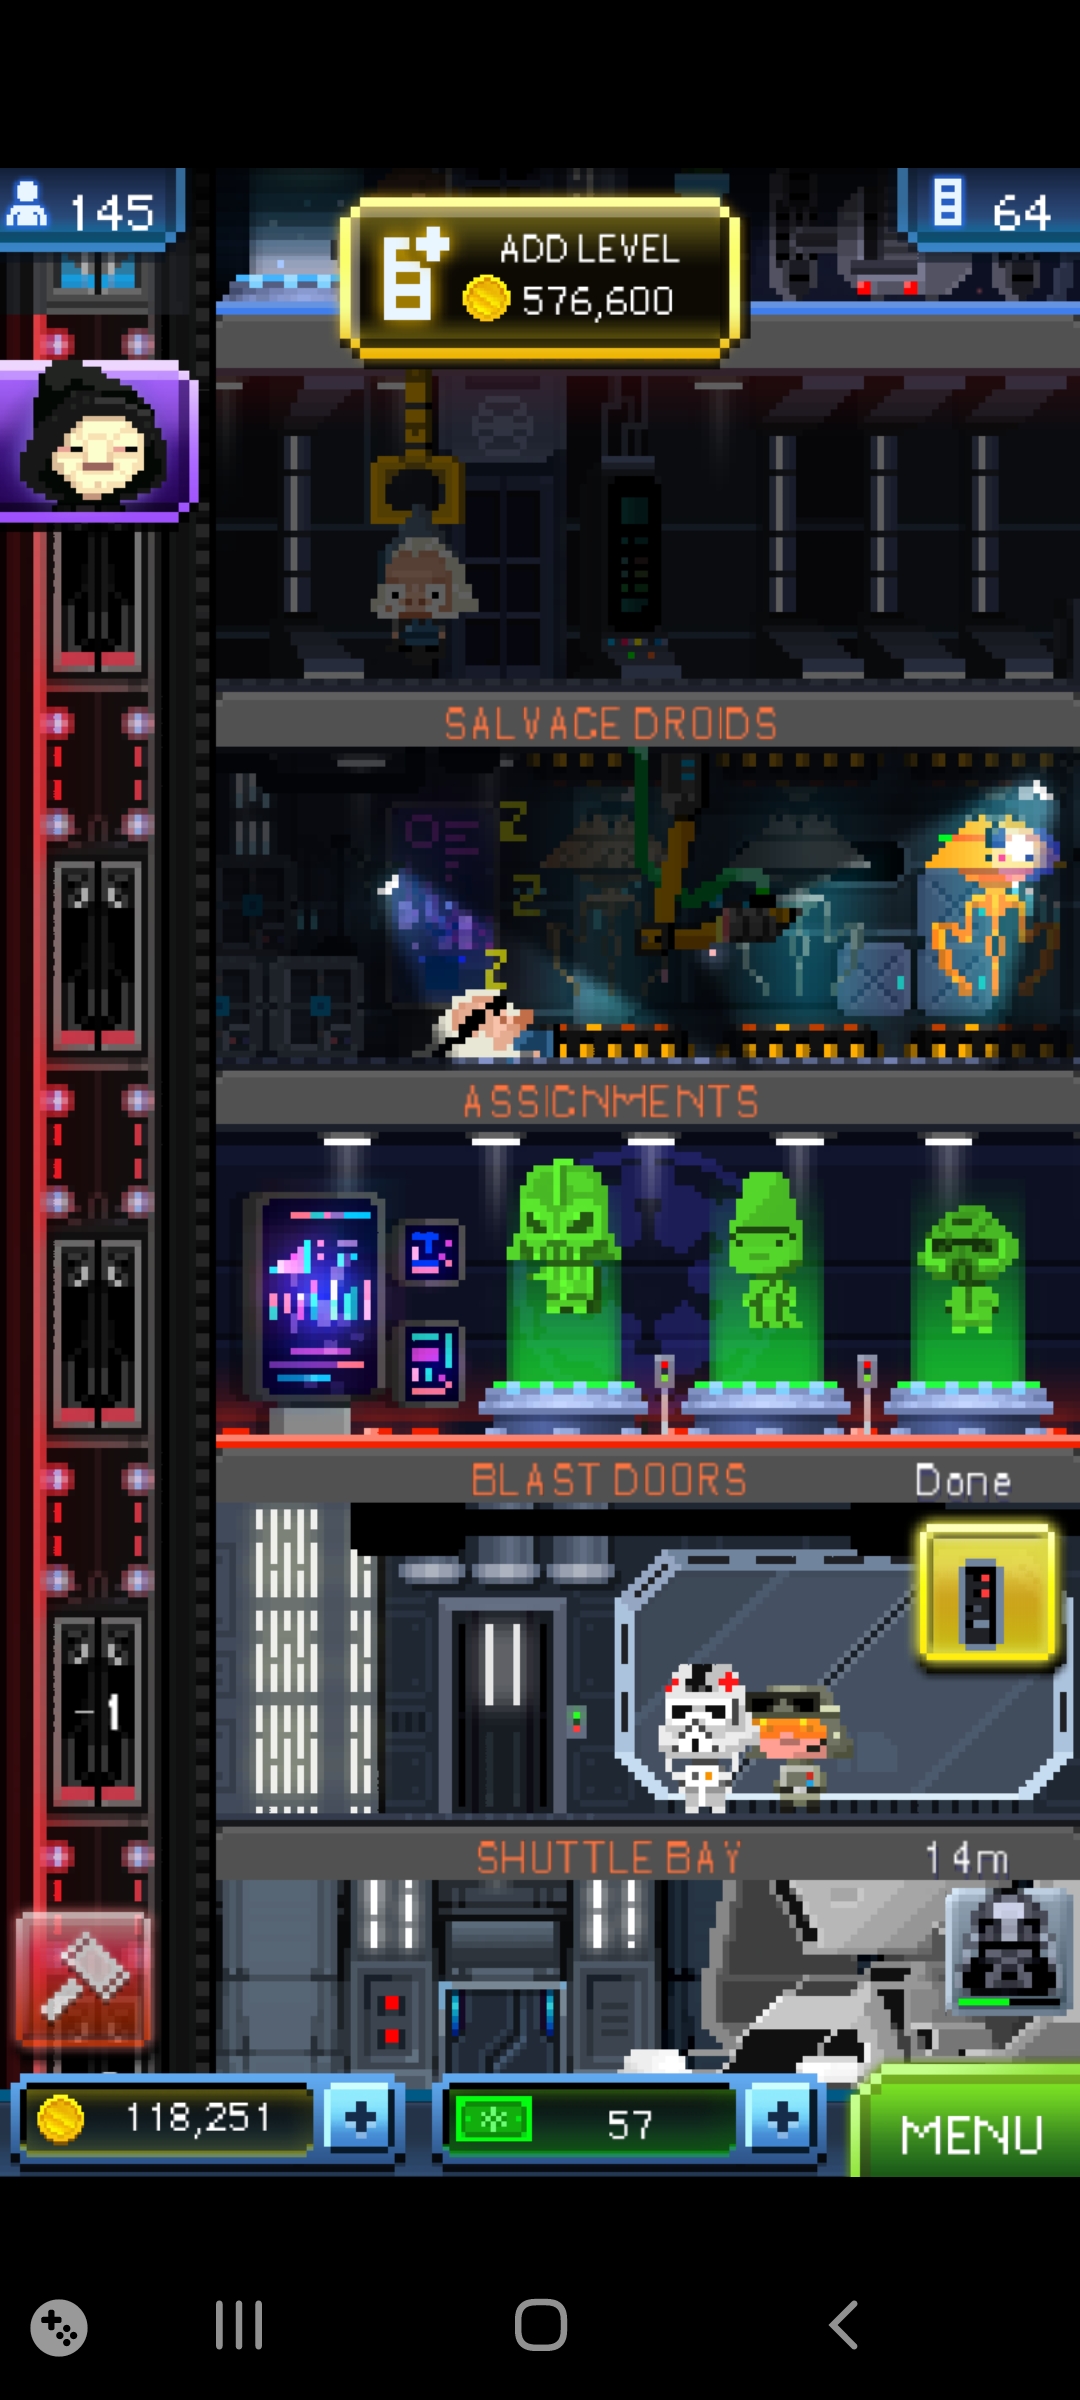 145
ADD LEVEL
576,600
64
SALVAGE DROIDS
Z
Z
Z
ASSIGNMENTS
BLAST DOORS
Done
-1
SHUTTLE BAY
14m
118,251
57
MENU